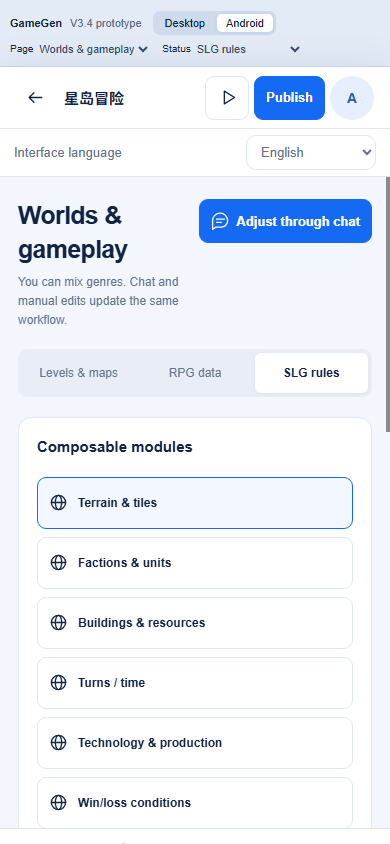 GameGen V3.4 prototype Desktop Android
Page Worlds & gameplay Status SLG rules
星岛冒险 Publish A
Interface language English
Worlds &
gameplay
Adjust through chat
You can mix genres. Chat and
manual edits update the same
workflow.
Levels & maps RPG data SLG rules
Composable modules
Terrain & tiles
Factions & units
Buildings & resources
Turns / time
Technology & production
Win/loss conditions